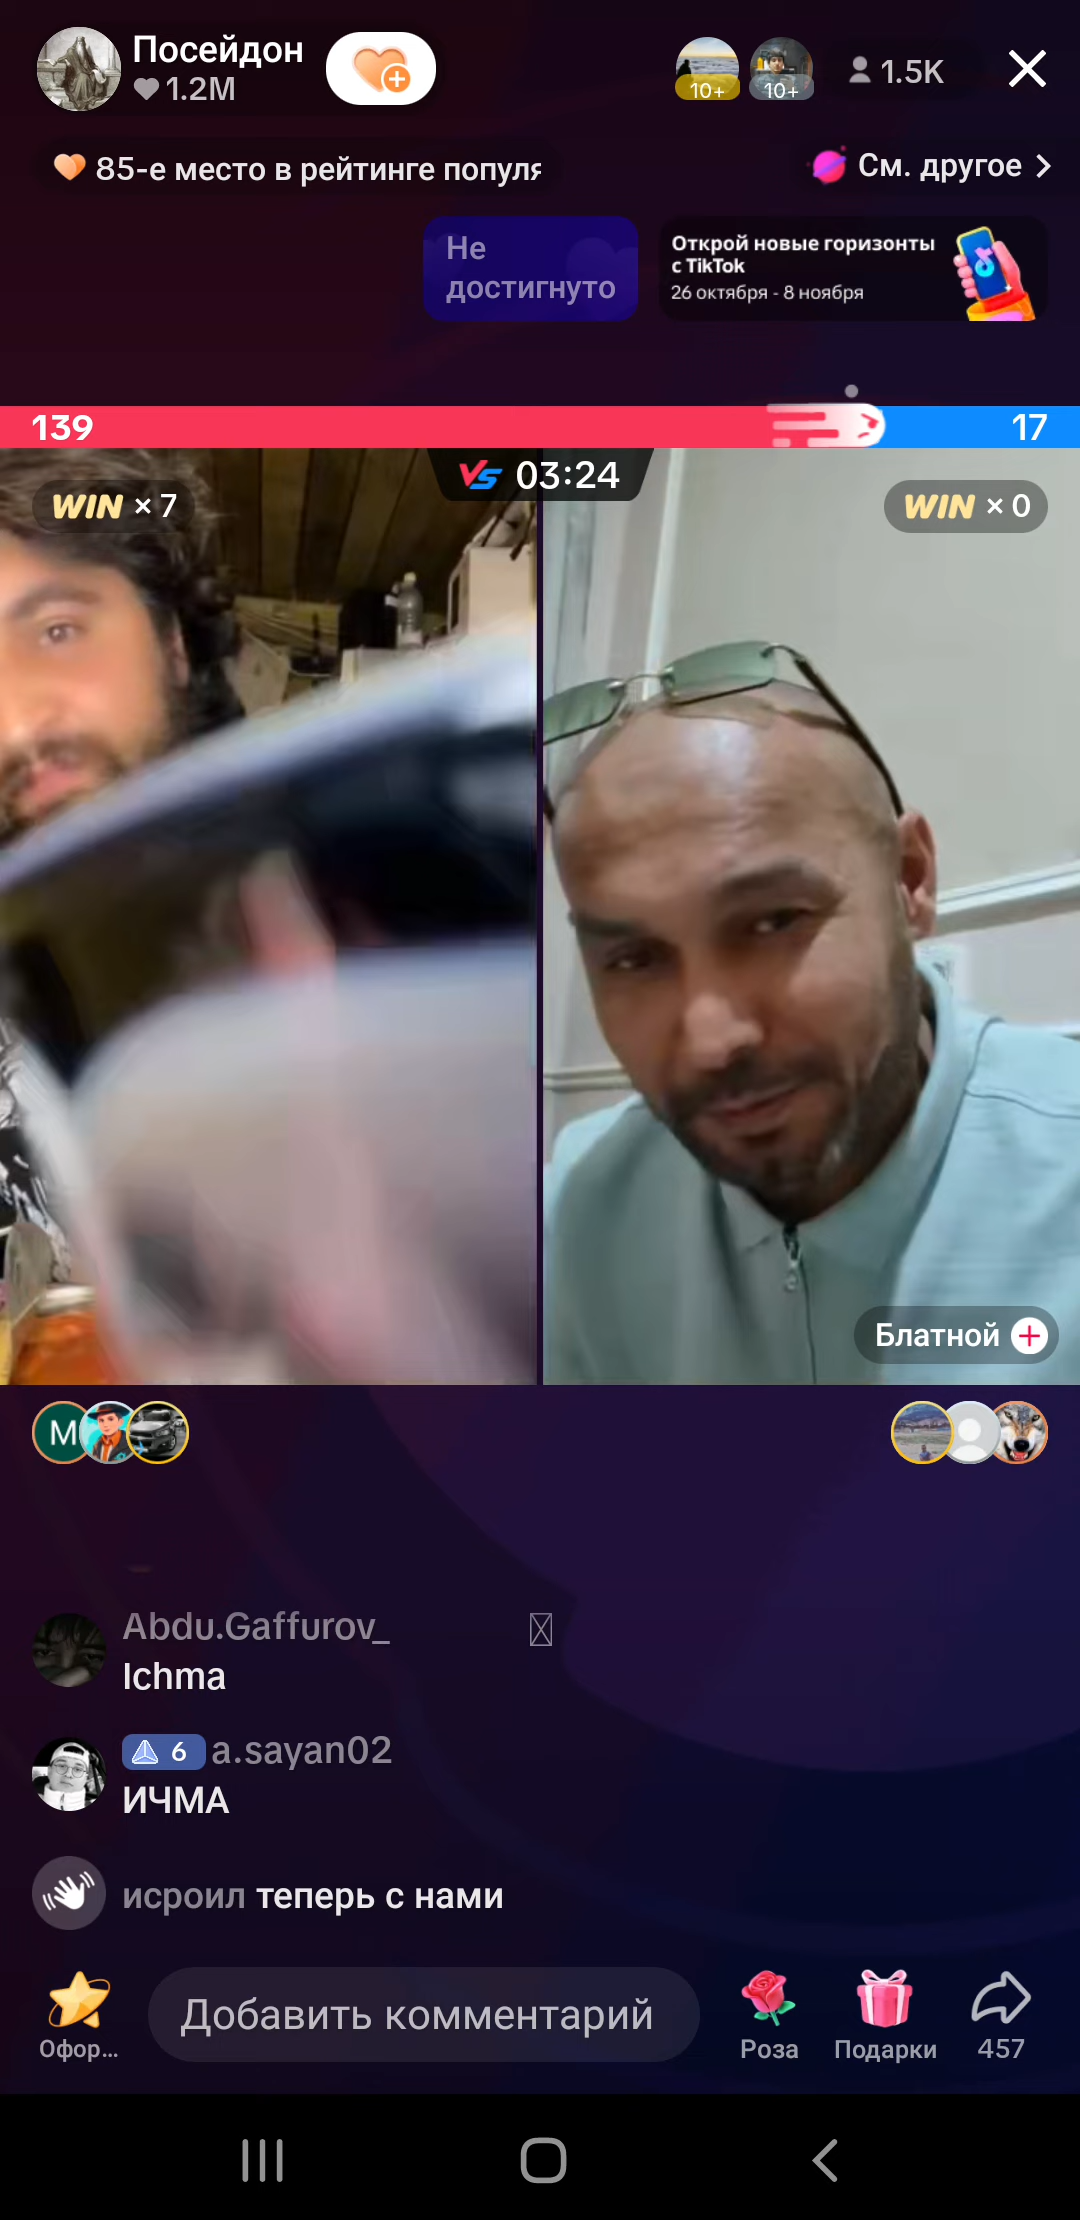 Посейдон
1.2M
10+
10+
1.5K
85-е место в рейтинге популя
См. другое
Не
достигнуто
Открой новые горизонты
с TikTok
26 октября - 8 ноября
139
17
VS 03:24
WIN × 7
WIN × 0
Блатной
M
Abdu.Gaffurov_
Ichma
6 a.sayan02
ИЧМА
исроил теперь с нами
Офор...
Добавить комментарий
Роза
Подарки
457